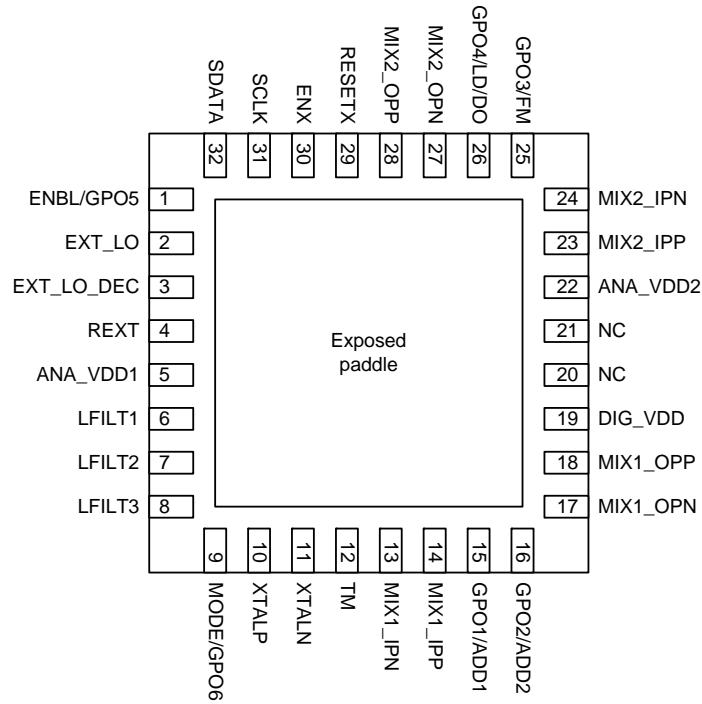 SDATA
SCLK
ENX
RESETX
MIX2_OPP
MIX2_OPN
GPO4/LD/DO
GPO3/FM
32
31
30
29
28
27
26
25
ENBL/GPO5 1
EXT_LO 2
EXT_LO_DEC 3
REXT 4
ANA_VDD1 5
LFILT1 6
LFILT2 7
LFILT3 8
Exposed
paddle
24 MIX2_IPN
23 MIX2_IPP
22 ANA_VDD2
21 NC
20 NC
19 DIG_VDD
18 MIX1_OPP
17 MIX1_OPN
9
10
11
12
13
14
15
16
MODE/GPO6
XTALP
XTALN
TM
MIX1_IPN
MIX1_IPP
GPO1/ADD1
GPO2/ADD2